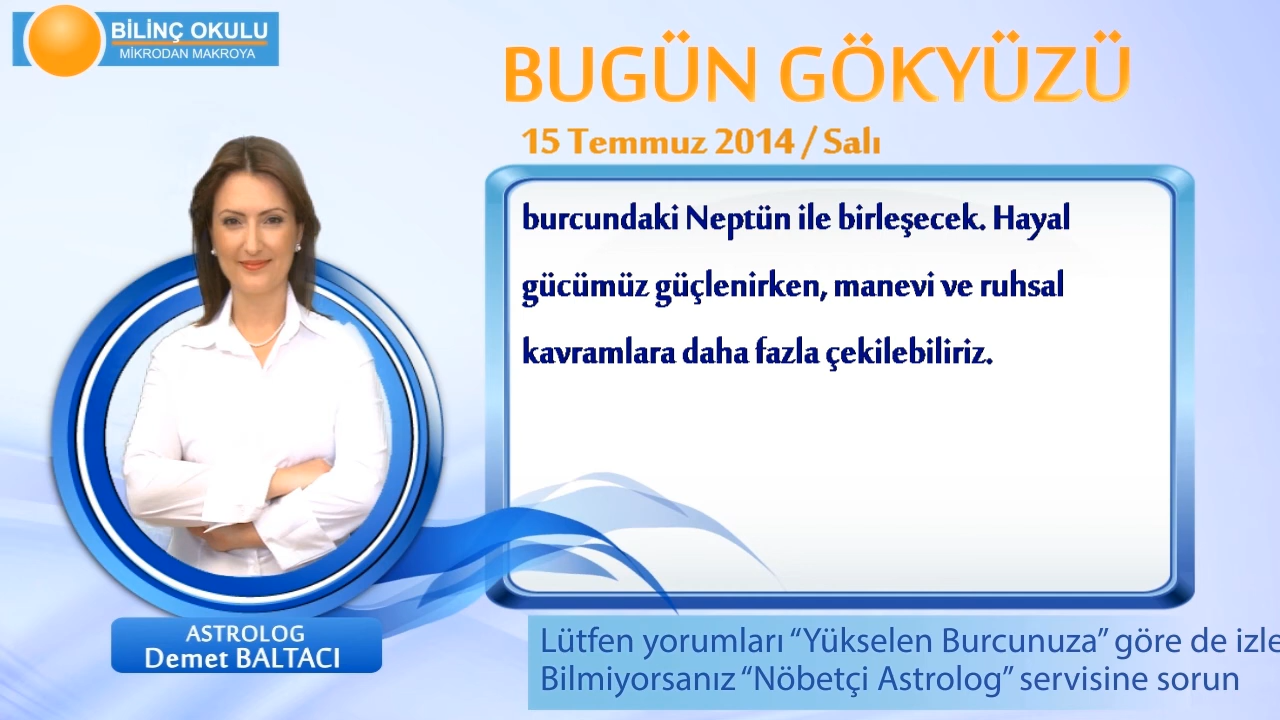 BİLİNÇ OKULU
MİKRODAN MAKROYA
BUGÜN GÖKYÜZÜ
15 Temmuz 2014 / Salı
burcundaki Neptün ile birleşecek. Hayal
gücümüz güçlenirken, manevi ve ruhsal
kavramlara daha fazla çekilebiliriz.
ASTROLOG
Demet BALTACI
Lütfen yorumları “Yükselen Burcunuza” göre de izle
Bilmiyorsanız “Nöbetçi Astrolog” servisine sorun